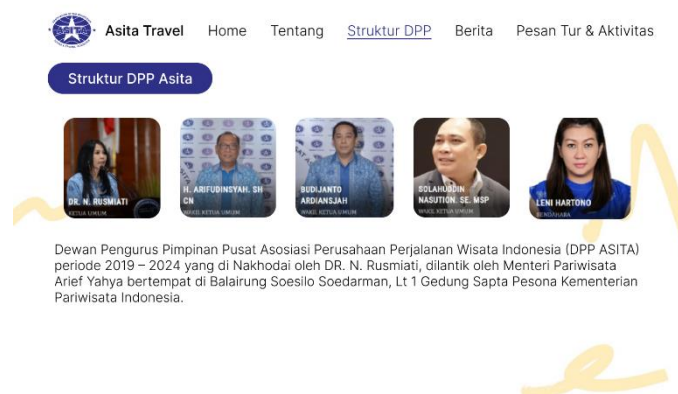 ASITA
Asita Travel Home Tentang Struktur DPP Berita Pesan Tur & Aktivitas
Struktur DPP Asita
DR. N. RUSMIATI
KETUA UMUM
H. ARIFUDINSYAH. SH
CN
WAKIL KETUA UMUM
BUDIJANTO
ARDIANSJAH
WAKIL KETUA UMUM
SOLAHUDDIN
NASUTION. SE. MSP
WAKIL KETUA UMUM
LENI HARTONO
BENDAHARA
Dewan Pengurus Pimpinan Pusat Asosiasi Perusahaan Perjalanan Wisata Indonesia (DPP ASITA)
periode 2019 – 2024 yang di Nakhodai oleh DR. N. Rusmiati, dilantik oleh Menteri Pariwisata
Arief Yahya bertempat di Balairung Soesilo Soedarman, Lt 1 Gedung Sapta Pesona Kementerian
Pariwisata Indonesia.